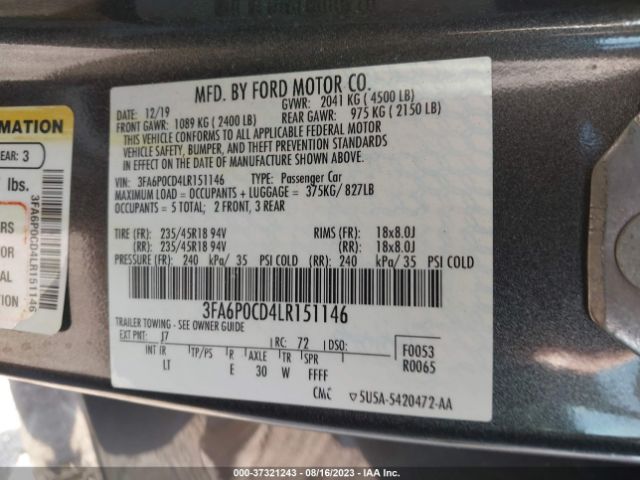 MFD. BY FORD MOTOR CO.
DATE: 12/19 GVWR: 2041 KG ( 4500 LB)
FRONT GAWR: 1089 KG ( 2400 LB) REAR GAWR: 975 KG ( 2150 LB)
THIS VEHICLE CONFORMS TO ALL APPLICABLE FEDERAL MOTOR
VEHICLE SAFETY, BUMPER, AND THEFT PREVENTION STANDARDS
IN EFFECT ON THE DATE OF MANUFACTURE SHOWN ABOVE.
VIN: 3FA6P0CD4LR151146 TYPE: Passenger Car
MAXIMUM LOAD = OCCUPANTS + LUGGAGE = 375KG/ 827LB
OCCUPANTS = 5 TOTAL; 2 FRONT, 3 REAR
TIRE (FR): 235/45R18 94V RIMS (FR): 18x8.0J
(RR): 235/45R18 94V (RR): 18x8.0J
PRESSURE (FR): 240 kPa/ 35 PSI COLD (RR): 240 kPa/ 35 PSI COLD
3FA6P0CD4LR151146
TRAILER TOWING - SEE OWNER GUIDE
EXT PNT: J7 RC: 72 DSO:
INT IR TP/PS R AXLE TR SPR
LT E 30 W FFFF
F0053
R0065
CMC ▽5U5A-5420472-AA
RMATION
EAR: 3
lbs.
3FA6P0CD4LR151146
ERS
TOR
AL
TION
000-37321243 / 08/16/2023 / IAA Inc.